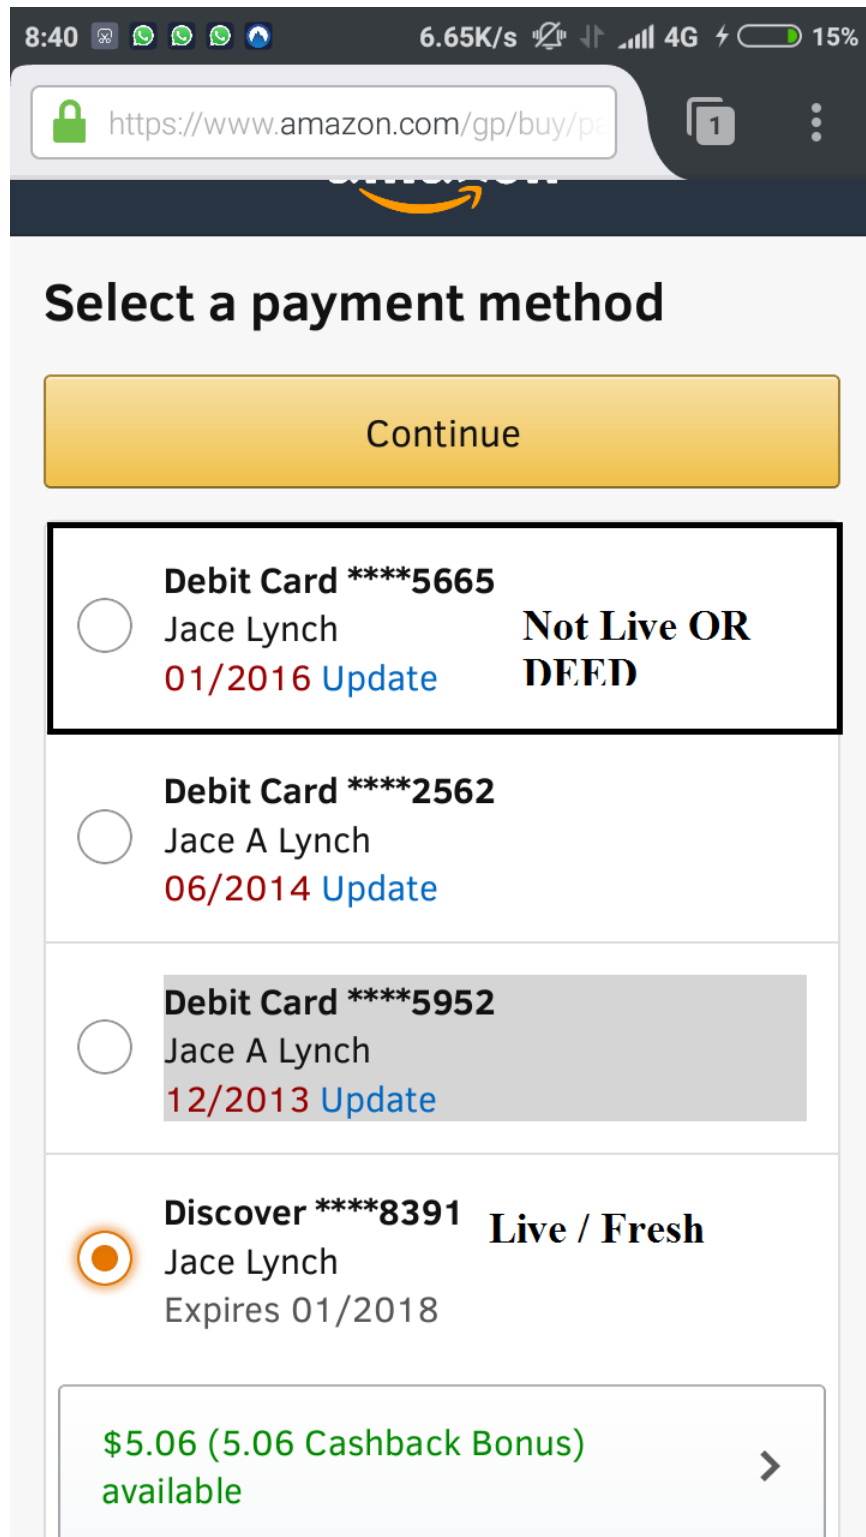 8:40 6.65K/s 4G 15%
https://www.amazon.com/gp/buy/pa
1
amazon
Select a payment method
Continue
Debit Card ****5665
Jace Lynch
01/2016 Update
Not Live OR
DEED
Debit Card ****2562
Jace A Lynch
06/2014 Update
Debit Card ****5952
Jace A Lynch
12/2013 Update
Discover ****8391
Jace Lynch
Expires 01/2018
Live / Fresh
$5.06 (5.06 Cashback Bonus)
available